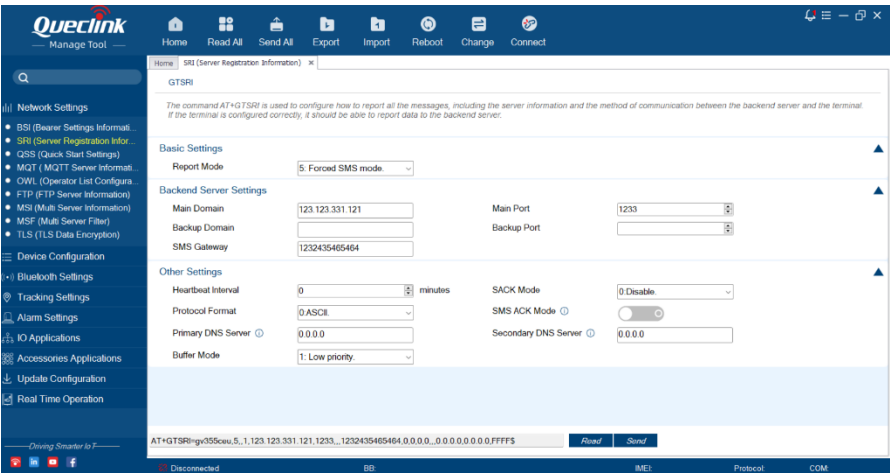 Queclink
Manage Tool
Home Read All Send All Export Import Reboot Change Connect
Home SRI (Server Registration Information) ×
GTSRI
The command AT+GTSRI is used to configure how to report all the messages, including the server information and the method of communication between the backend server and the terminal.
If the terminal is configured correctly, it should be able to report data to the backend server.
Network Settings
BSI (Bearer Settings Informati...
SRI (Server Registration Infor...
QSS (Quick Start Settings)
MQT ( MQTT Server Informati...
OWL (Operator List Configura...
FTP (FTP Server Information)
MSI (Multi Server Information)
MSF (Multi Server Filter)
TLS (TLS Data Encryption)
Device Configuration
Bluetooth Settings
Tracking Settings
Alarm Settings
IO Applications
Accessories Applications
Update Configuration
Real Time Operation
Driving Smarter IoT
Basic Settings
Report Mode 5: Forced SMS mode.
Backend Server Settings
Main Domain 123.123.331.121 Main Port 1233
Backup Domain Backup Port
SMS Gateway 1232435465464
Other Settings
Heartbeat Interval 0 minutes SACK Mode 0:Disable.
Protocol Format 0:ASCII. SMS ACK Mode
Primary DNS Server 0.0.0.0 Secondary DNS Server 0.0.0.0
Buffer Mode 1: Low priority.
AT+GTSRI=gv355ceu,5,,1,123.123.331.121,1233,,,1232435465464,0,0,0,0,,,0.0.0.0,0.0.0.0,FFFF$ Read Send
Disconnected BB: IMEI: Protocol: COM: